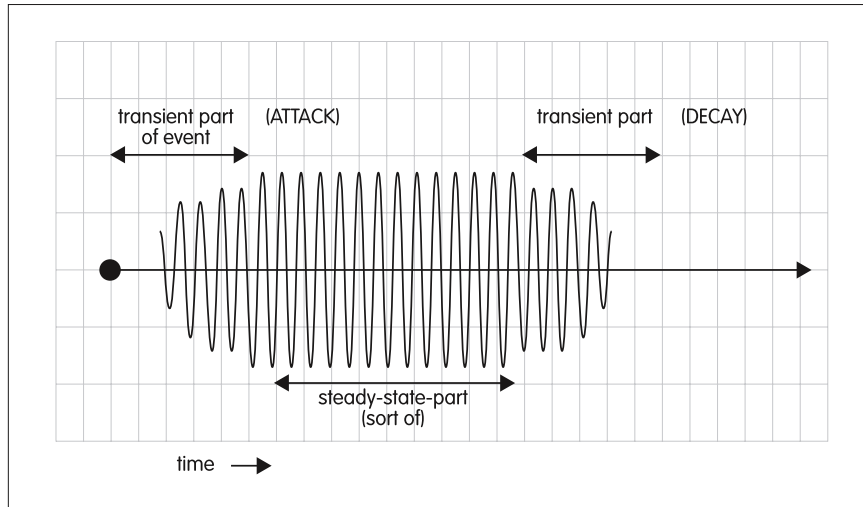 transient part
of event
(ATTACK)
transient part
(DECAY)
steady-state-part
(sort of)
time